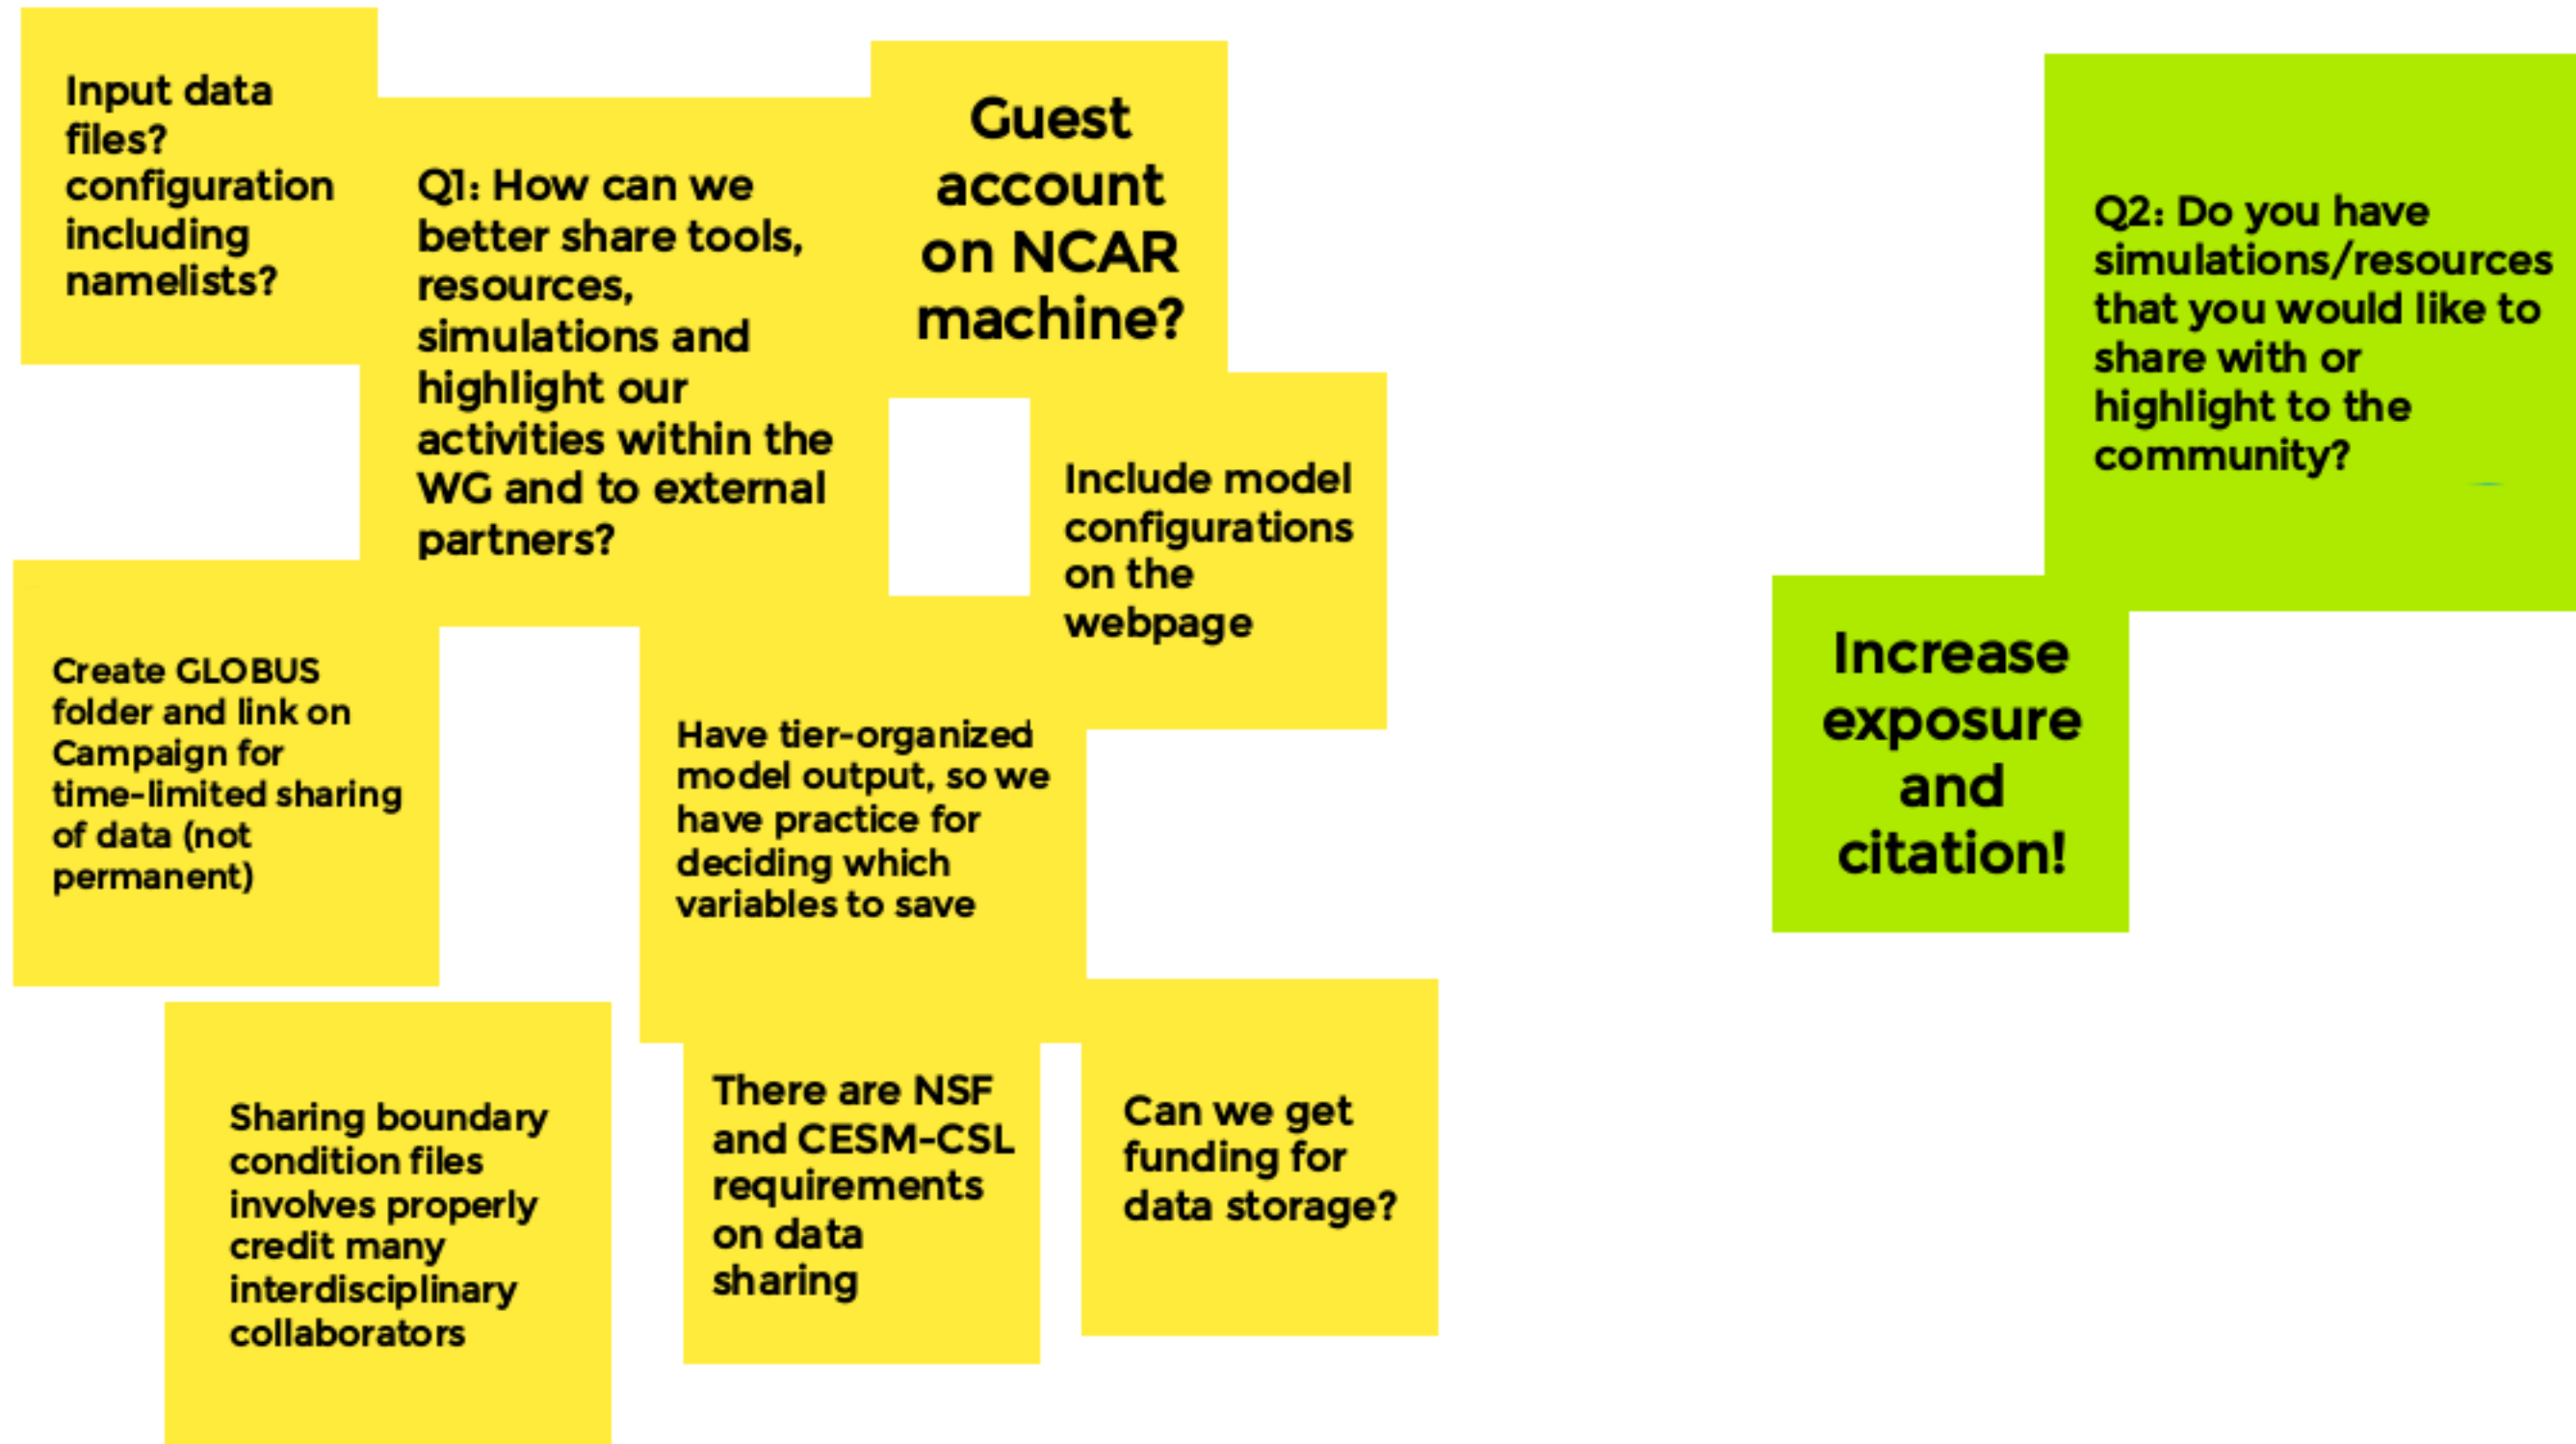 Input data
files?
configuration
including
namelists?
Q1: How can we
better share tools,
resources,
simulations and
highlight our
activities within the
WG and to external
partners?
Guest
account
on NCAR
machine?
Include model
configurations
on the
webpage
Create GLOBUS
folder and link on
Campaign for
time-limited sharing
of data (not
permanent)
Have tier-organized
model output, so we
have practice for
deciding which
variables to save
Sharing boundary
condition files
involves properly
credit many
interdisciplinary
collaborators
There are NSF
and CESM-CSL
requirements
on data
sharing
Can we get
funding for
data storage?
Q2: Do you have
simulations/resources
that you would like to
share with or
highlight to the
community?
Increase
exposure
and
citation!